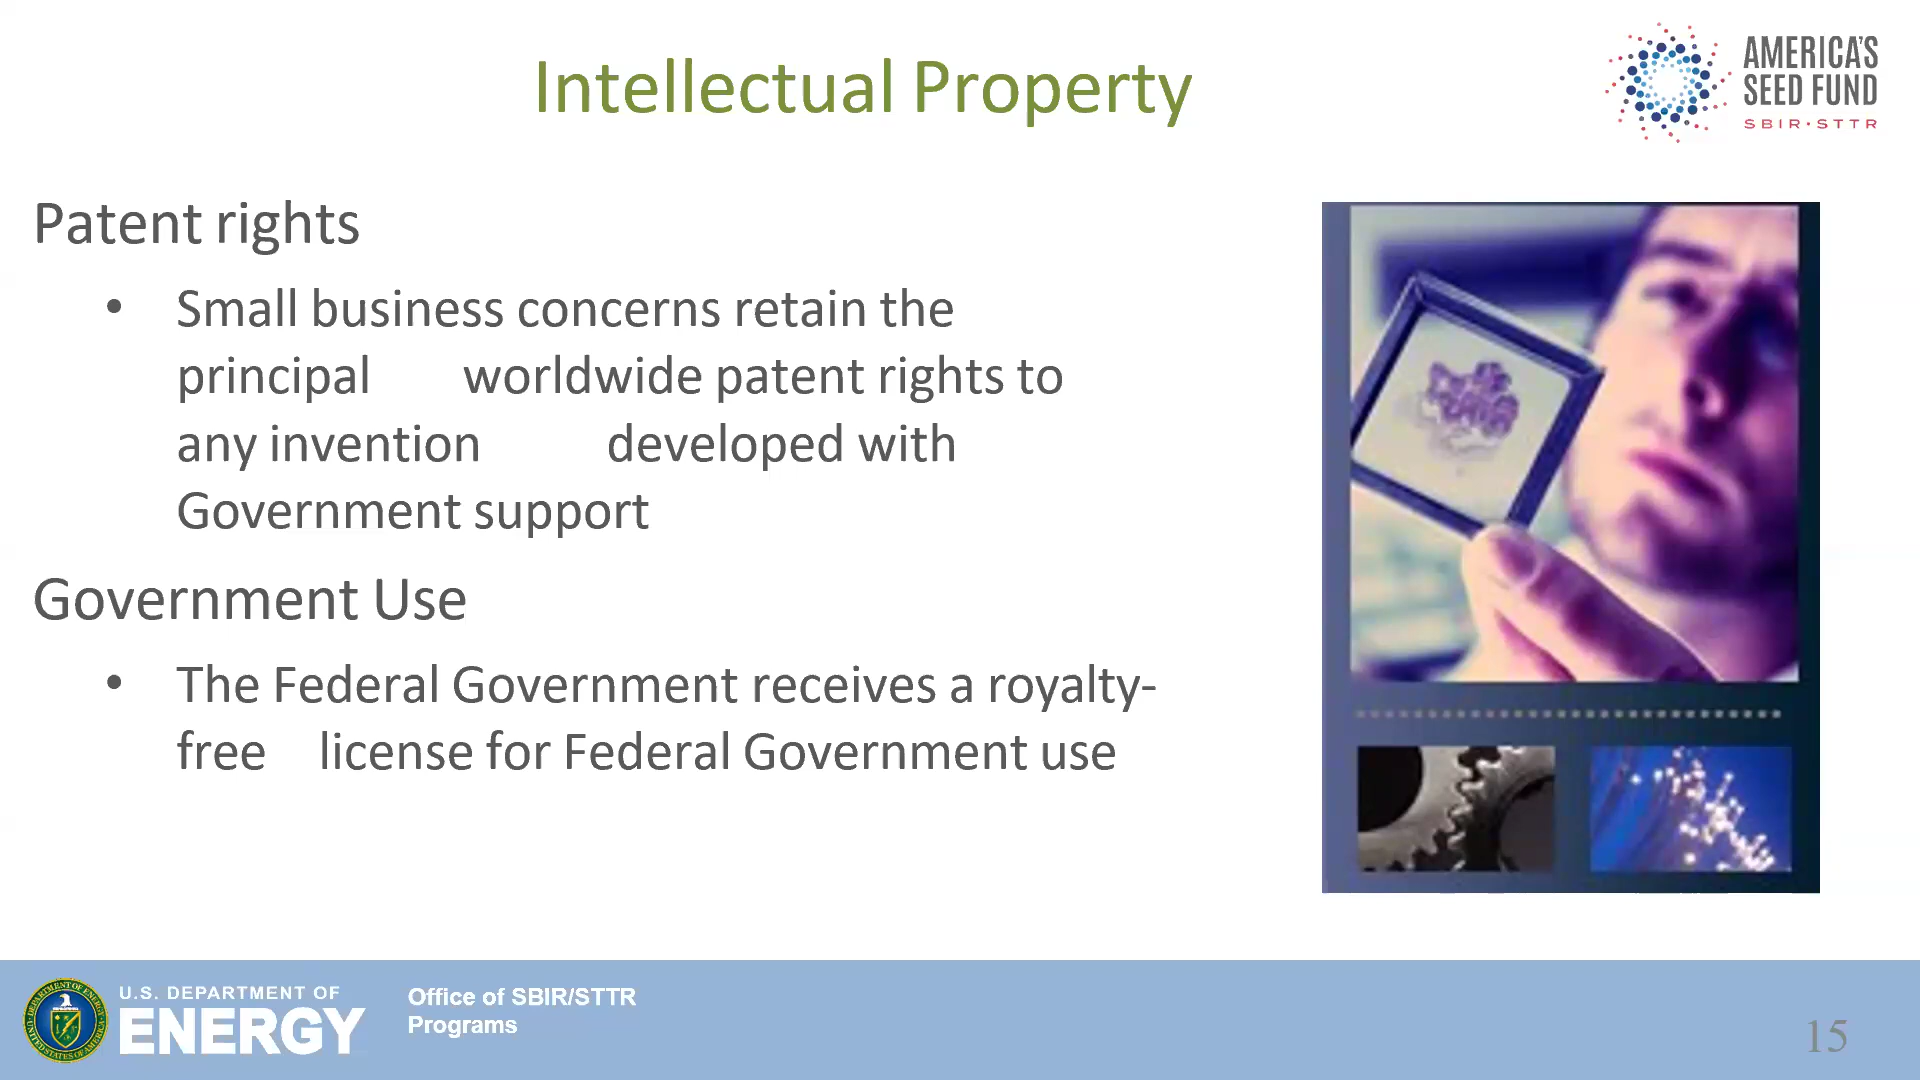 Intellectual Property
AMERICA'S
SEED FUND
SBIR·STTR
Patent rights
• Small business concerns retain the
principal worldwide patent rights to
any invention developed with
Government support
Government Use
• The Federal Government receives a royalty-
free license for Federal Government use
U.S. DEPARTMENT OF
ENERGY
Office of SBIR/STTR
Programs
15